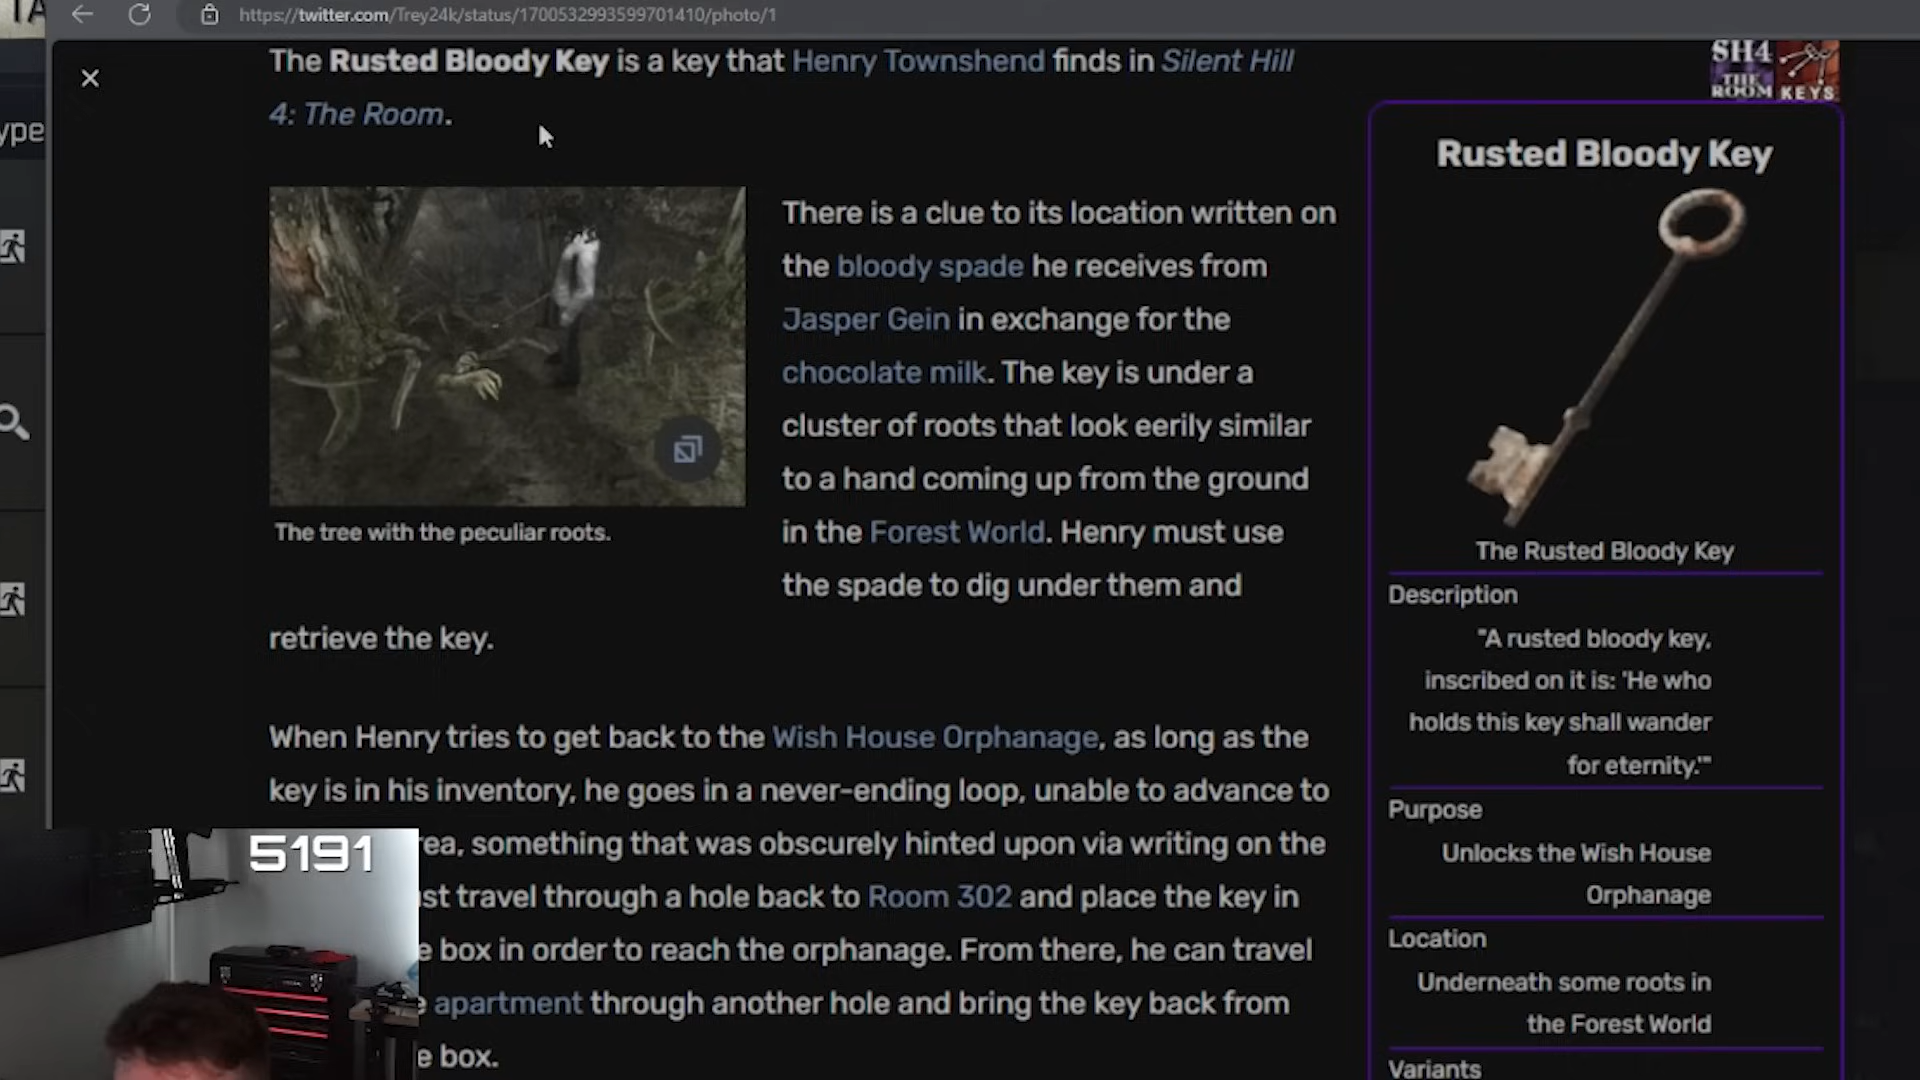 https://twitter.com/Trey24k/status/1700532993599701410/photo/1
The Rusted Bloody Key is a key that Henry Townshend finds in Silent Hill
4: The Room.
SH4
THE
ROOM
KEYS
ype
There is a clue to its location written on
the bloody spade he receives from
Jasper Gein in exchange for the
chocolate milk. The key is under a
cluster of roots that look eerily similar
to a hand coming up from the ground
in the Forest World. Henry must use
the spade to dig under them and
retrieve the key.
The tree with the peculiar roots.
When Henry tries to get back to the Wish House Orphanage, as long as the
key is in his inventory, he goes in a never-ending loop, unable to advance to
rea, something that was obscurely hinted upon via writing on the
st travel through a hole back to Room 302 and place the key in
e box in order to reach the orphanage. From there, he can travel
e apartment through another hole and bring the key back from
e box.
5191
Rusted Bloody Key
The Rusted Bloody Key
Description
"A rusted bloody key,
inscribed on it is: 'He who
holds this key shall wander
for eternity.'"
Purpose
Unlocks the Wish House
Orphanage
Location
Underneath some roots in
the Forest World
Variants